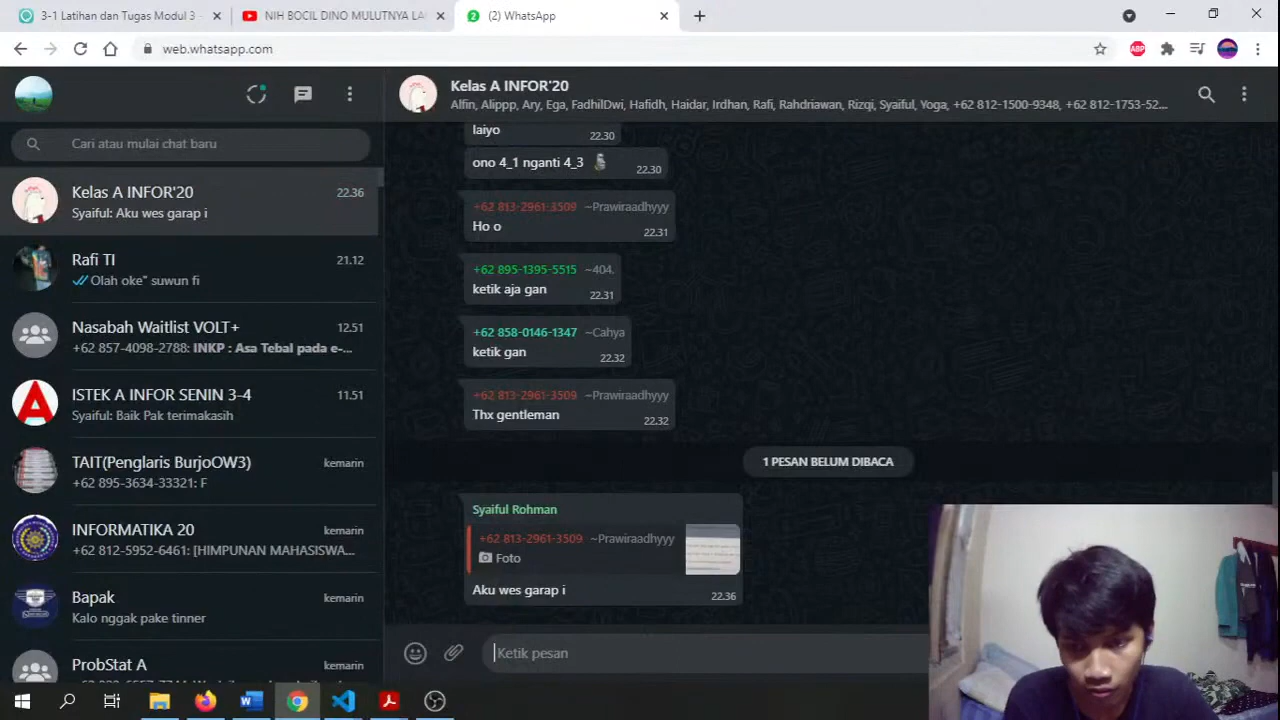 3-1 Latihan dan Tugas Modul 3 -
NIH BOCIL DINO MULUTNYA LA
(2) WhatsApp
web.whatsapp.com
ABP
Cari atau mulai chat baru
Kelas A INFOR'20
22.36
Syaiful: Aku wes garap i
Rafi TI
21.12
Olah oke" suwun fi
Nasabah Waitlist VOLT+
12.51
+62 857-4098-2788: INKP : Asa Tebal pada e-...
ISTEK A INFOR SENIN 3-4
11.51
Syaiful: Baik Pak terimakasih
TAIT(Penglaris BurjoOW3)
kemarin
+62 895-3634-33321: F
INFORMATIKA 20
kemarin
+62 812-5952-6461: [HIMPUNAN MAHASISWA...
Bapak
kemarin
Kalo nggak pake tinner
ProbStat A
kemarin
Kelas A INFOR'20
Alfin, Alippp, Ary, Ega, FadhilDwi, Hafidh, Haidar, Irdhan, Rafi, Rahdriawan, Rizqi, Syaiful, Yoga, +62 812-1500-9348, +62 812-1753-52...
laiyo
22.30
ono 4_1 nganti 4_3
22.30
+62 813-2961-3509 ~Prawiraadhyyy
Ho o
22.31
+62 895-1395-5515 ~404.
ketik aja gan
22.31
+62 858-0146-1347 ~Cahya
ketik gan
22.32
+62 813-2961-3509 ~Prawiraadhyyy
Thx gentleman
22.32
1 PESAN BELUM DIBACA
Syaiful Rohman
+62 813-2961-3509 ~Prawiraadhyyy
Foto
Aku wes garap i
22.36
Ketik pesan